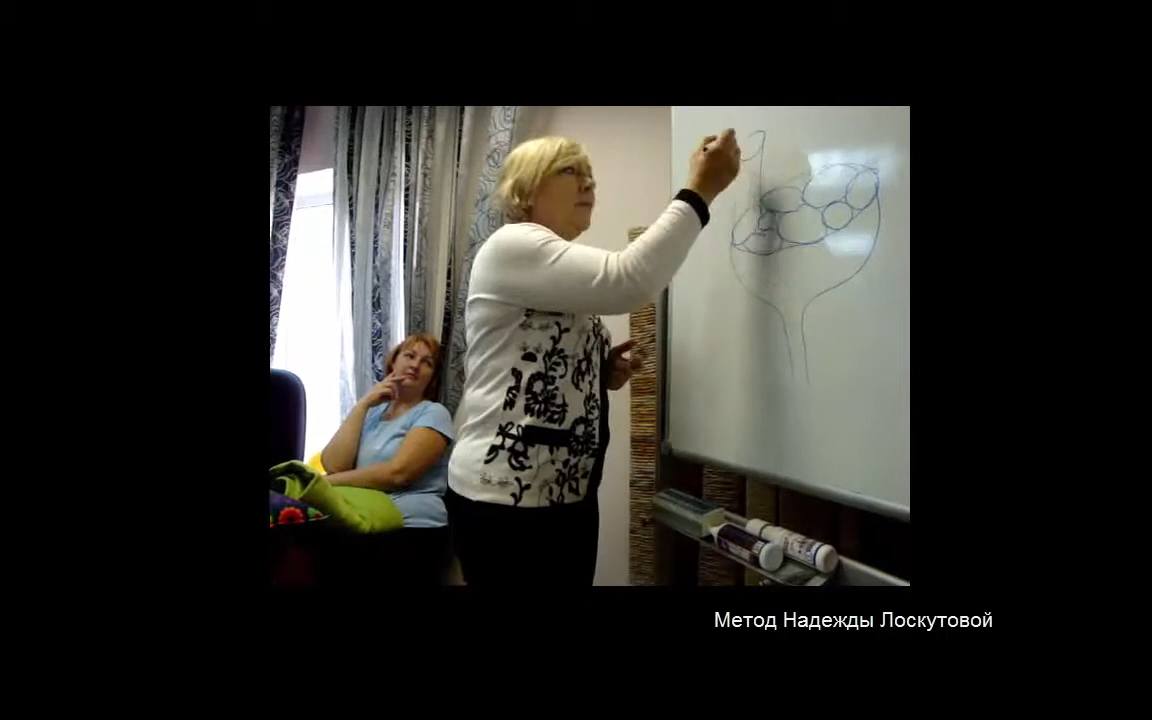 Метод Надежды Лоскутовой